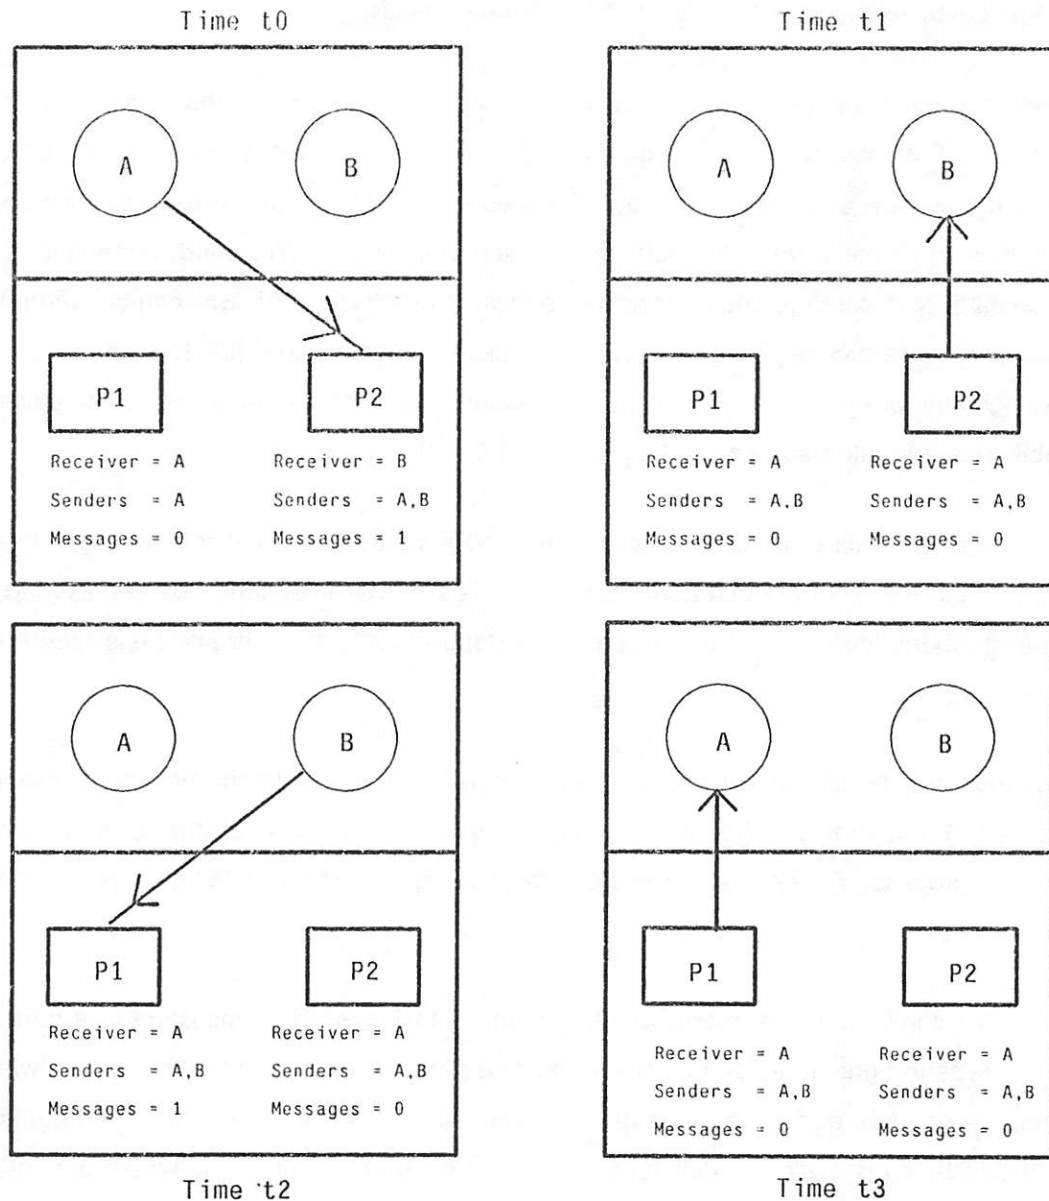 Time t0
A B
P1 P2
Receiver = A Receiver = B
Senders = A Senders = A,B
Messages = 0 Messages 1
Time t1
A B
P1 P2
Receiver = A Receiver = A
Senders = A,B Senders = A,B
Messages = 0 Messages = 0
A B
P1 P2
Receiver = A Receiver = A
Senders = A,B Senders = A,B
Messages = 1 Messages = 0
Time t2
A B
P1 P2
Receiver = A Receiver = A
Senders = A,B Senders = A,B
Messages = 0 Messages = 0
Time t3